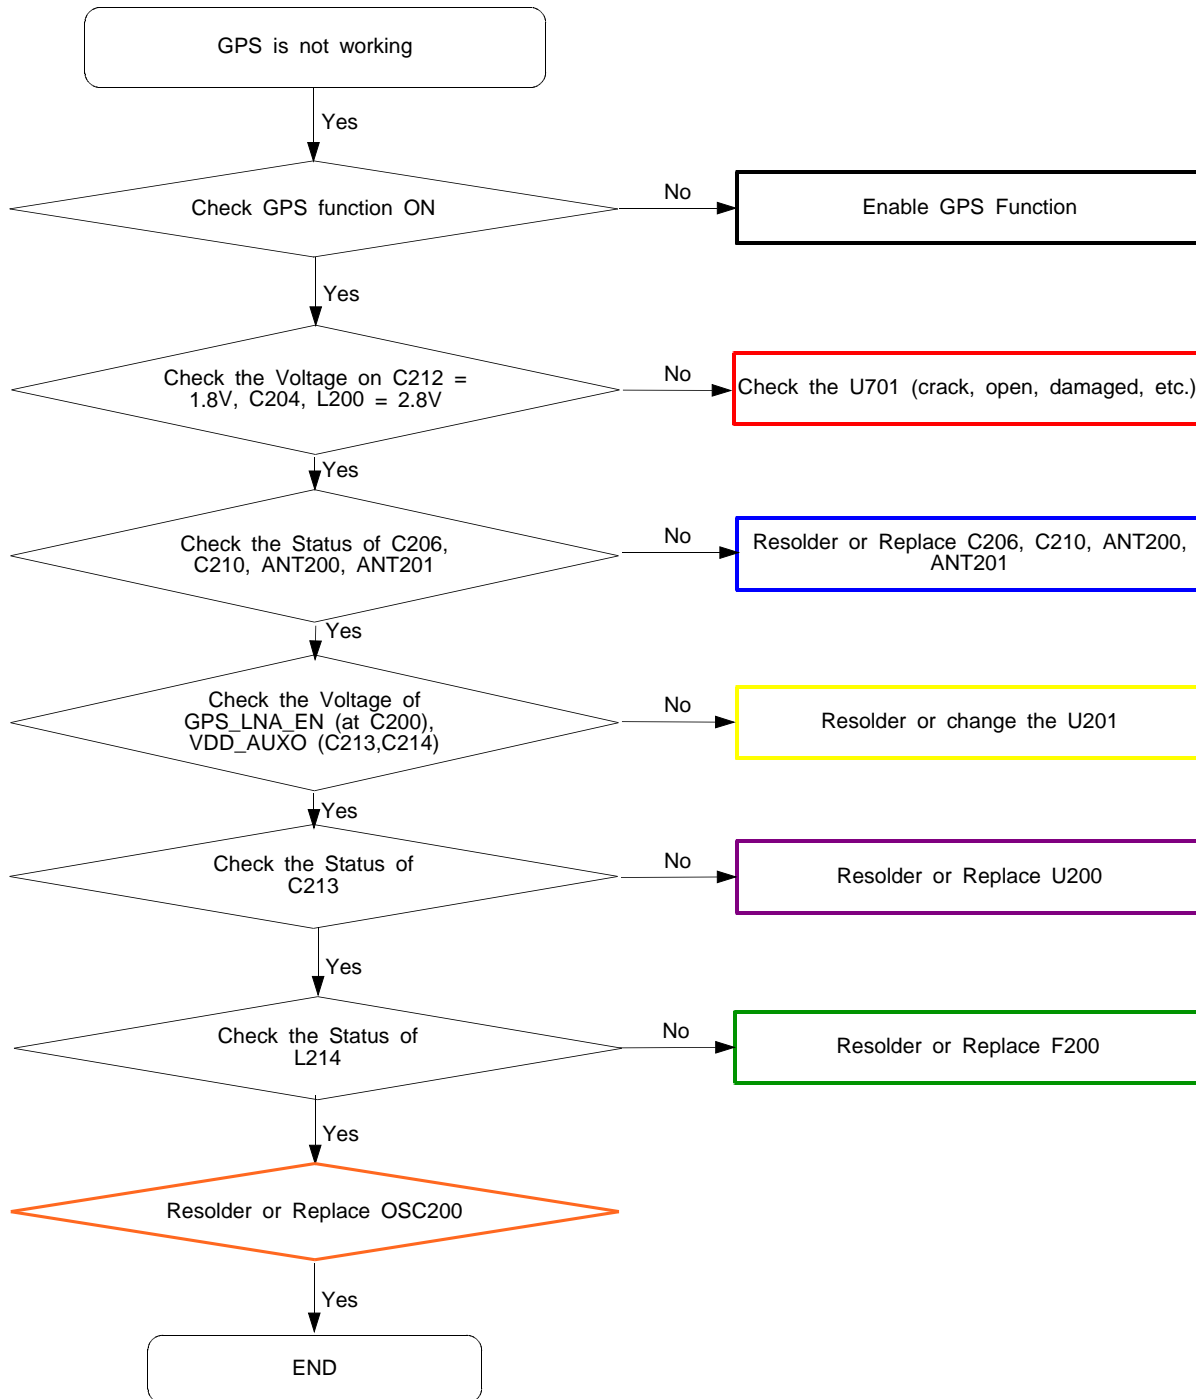 GPS is not working
Yes
Check GPS function ON
No
Enable GPS Function
Yes
Check the Voltage on C212 =
1.8V, C204, L200 = 2.8V
No
Check the U701 (crack, open, damaged, etc.)
Yes
Check the Status of C206,
C210, ANT200, ANT201
No
Resolder or Replace C206, C210, ANT200,
ANT201
Yes
Check the Voltage of
GPS_LNA_EN (at C200),
VDD_AUXO (C213,C214)
No
Resolder or change the U201
Yes
Check the Status of
C213
No
Resolder or Replace U200
Yes
Check the Status of
L214
No
Resolder or Replace F200
Yes
Resolder or Replace OSC200
Yes
END